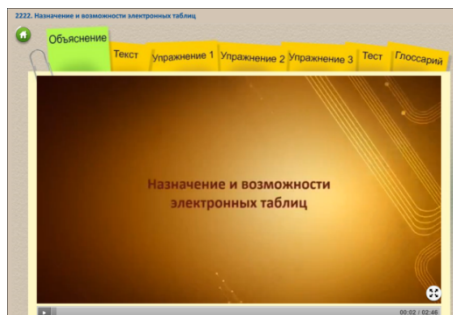 2222. Назначение и возможности электронных таблиц
Объяснение
Текст
Упражнение 1
Упражнение 2
Упражнение 3
Тест
Глоссарий
Назначение и возможности
электронных таблиц
00:02 / 02:46